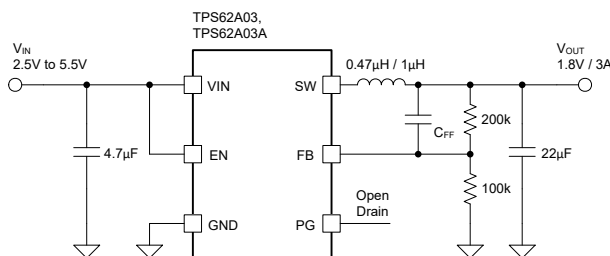 TPS62A03,
TPS62A03A
VIN
2.5V to 5.5V
VIN
SW
0.47µH / 1µH
VOUT
1.8V / 3A
4.7µF
EN
FB
CFF
200k
22µF
100k
GND
PG
Open
Drain